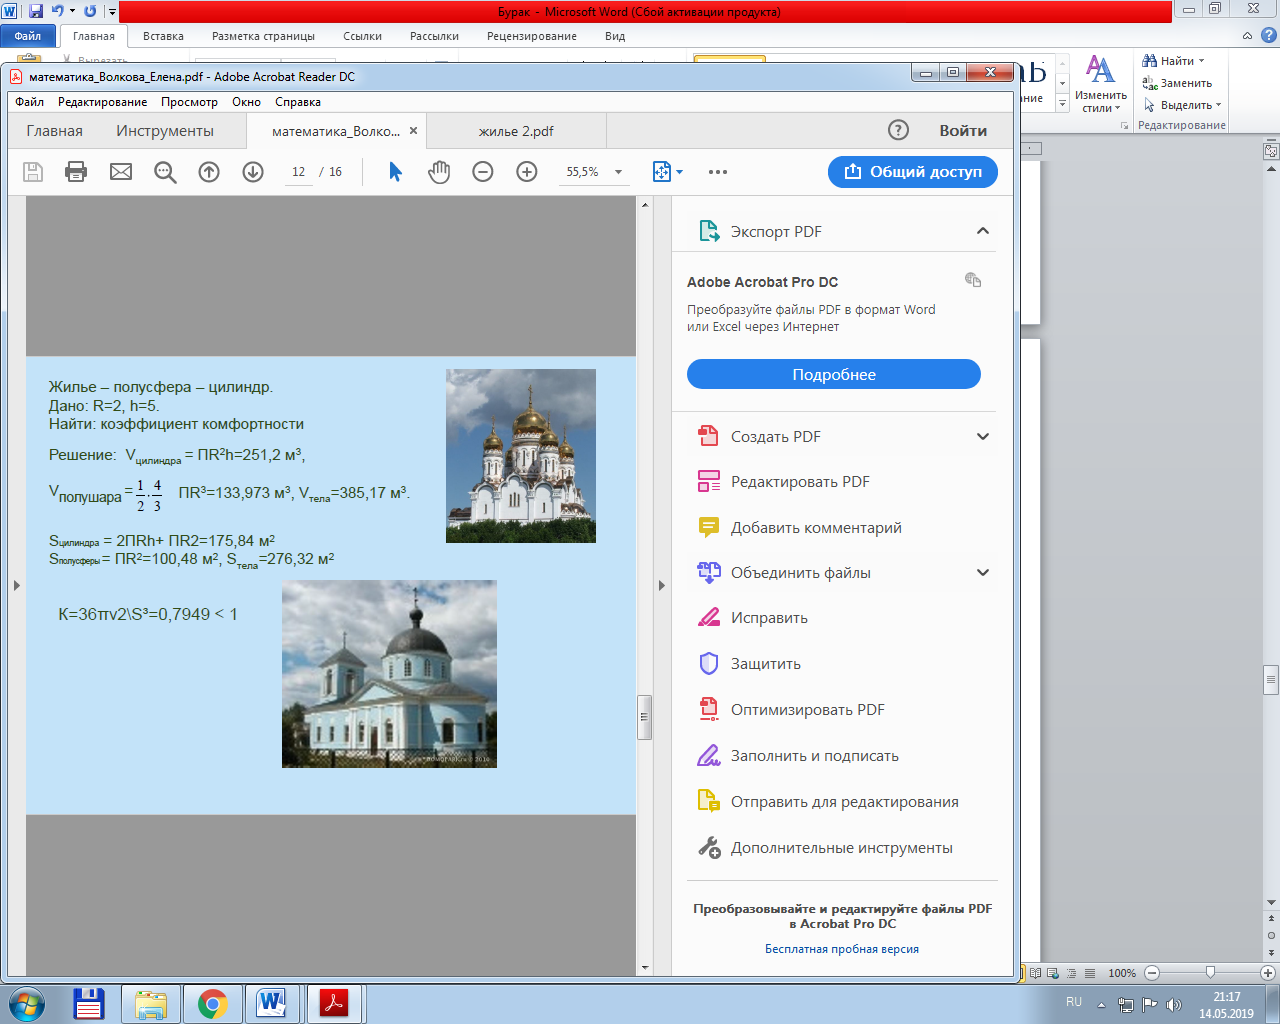 Бурак - Microsoft Word (Сбой активации продукта)
Файл Главная Вставка Разметка страницы Ссылки Рассылки Рецензирование Вид
Вырезать
Найти
Заменить
Выделить
Изменить стили
Редактирование
математика_Волкова_Елена.pdf - Adobe Acrobat Reader DC
Файл Редактирование Просмотр Окно Справка
Главная Инструменты математика_Волко... × жилье 2.pdf ? Войти
12 / 16 55,5% Общий доступ
Жилье – полусфера – цилиндр.
Дано: R=2, h=5.
Найти: коэффициент комфортности
Решение: Vцилиндра = ПR²h=251,2 м³,
Vполушара = 1/2 · 4/3 ПR³=133,973 м³, Vтела=385,17 м³.
Sцилиндра = 2ПRh+ ПR2=175,84 м²
Sполусферы = ПR²=100,48 м², Sтела=276,32 м²
К=36πv2\S³=0,7949 < 1
Экспорт PDF
Adobe Acrobat Pro DC
Преобразуйте файлы PDF в формат Word
или Excel через Интернет
Подробнее
Создать PDF
Редактировать PDF
Добавить комментарий
Объединить файлы
Исправить
Защитить
Оптимизировать PDF
Заполнить и подписать
Отправить для редактирования
Дополнительные инструменты
Преобразовывайте и редактируйте файлы PDF
в Acrobat Pro DC
Бесплатная пробная версия
100%
RU
21:17
14.05.2019